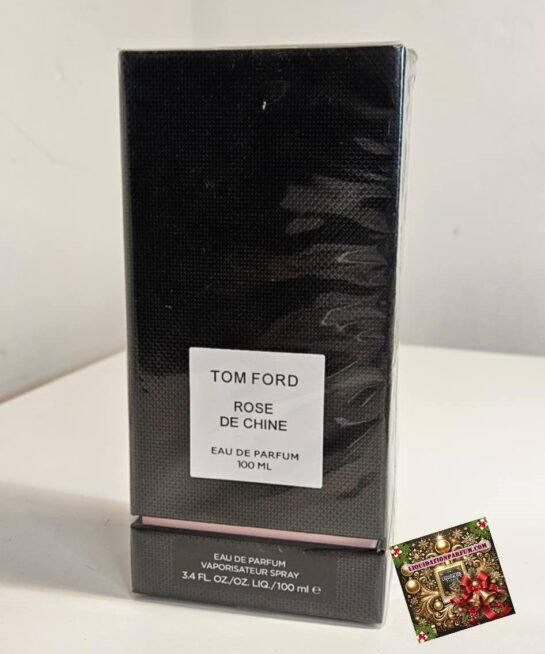 TOM FORD
ROSE
DE CHINE
EAU DE PARFUM
100 ML
EAU DE PARFUM
VAPORISATEUR SPRAY
3.4 FL. OZ./OZ. LIQ./100 ml ℮
LIQUIDATIONPARFUM.COM